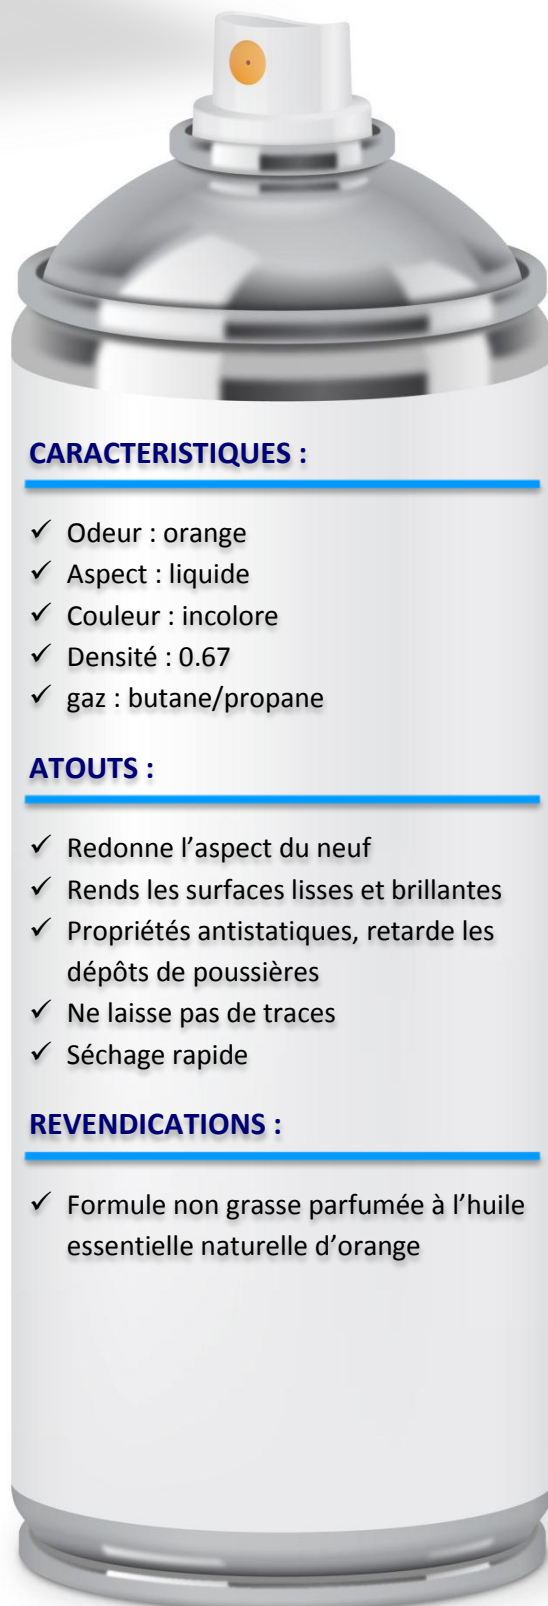 CARACTERISTIQUES :
✓ Odeur : orange
✓ Aspect : liquide
✓ Couleur : incolore
✓ Densité : 0.67
✓ gaz : butane/propane
ATOUTS :
✓ Redonne l’aspect du neuf
✓ Rends les surfaces lisses et brillantes
✓ Propriétés antistatiques, retarde les
dépôts de poussières
✓ Ne laisse pas de traces
✓ Séchage rapide
REVENDICATIONS :
✓ Formule non grasse parfumée à l’huile
essentielle naturelle d’orange